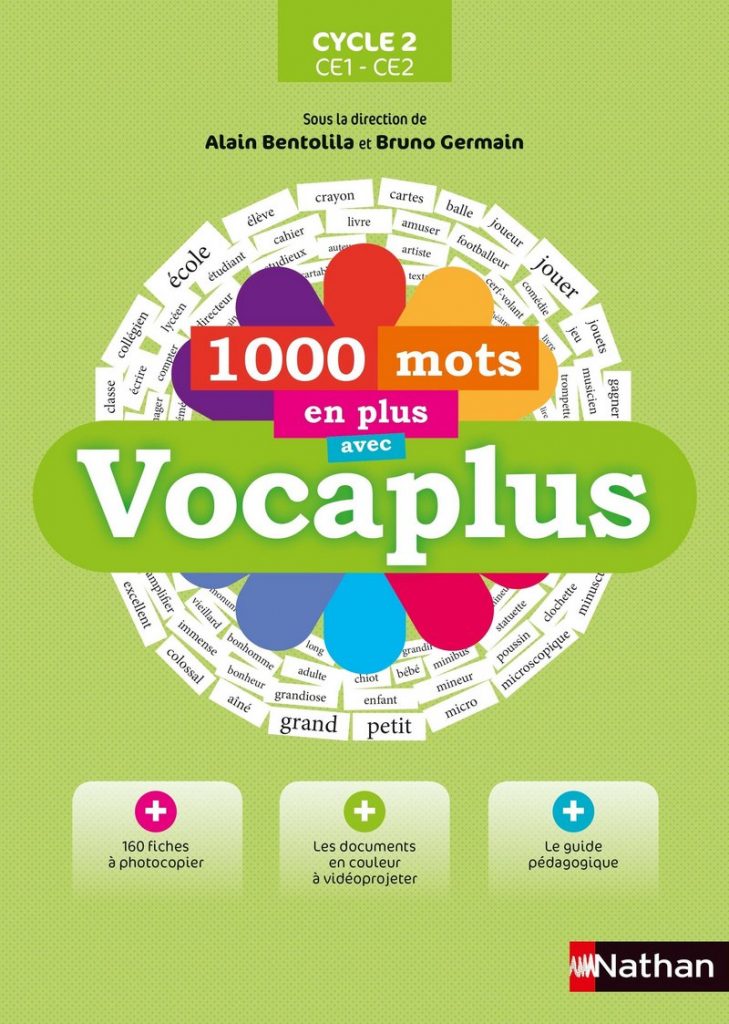 CYCLE 2
CE1 - CE2
Sous la direction de
Alain Bentolila et Bruno Germain
crayon
cartes
balle
joueur
jouer
jouets
gagner
élève
école
collégien
classe
livre
amuser
footballeur
comédie
jeu
musicien
cahier
étudiant
lycéen
écrire
artiste
cerf-volant
livre
trompette
directeur
compter
1000 mots
en plus
avec
Vocaplus
excellent
colossal
aîné
grand
petit
micro
microscopique
immense
bonheur
grandiose
enfant
mineur
poussin
clochette
vieillard
bonhomme
adulte
chiot
bébé
minibus
statuette
long
160 fiches
à photocopier
Les documents
en couleur
à vidéoprojeter
Le guide
pédagogique
Nathan